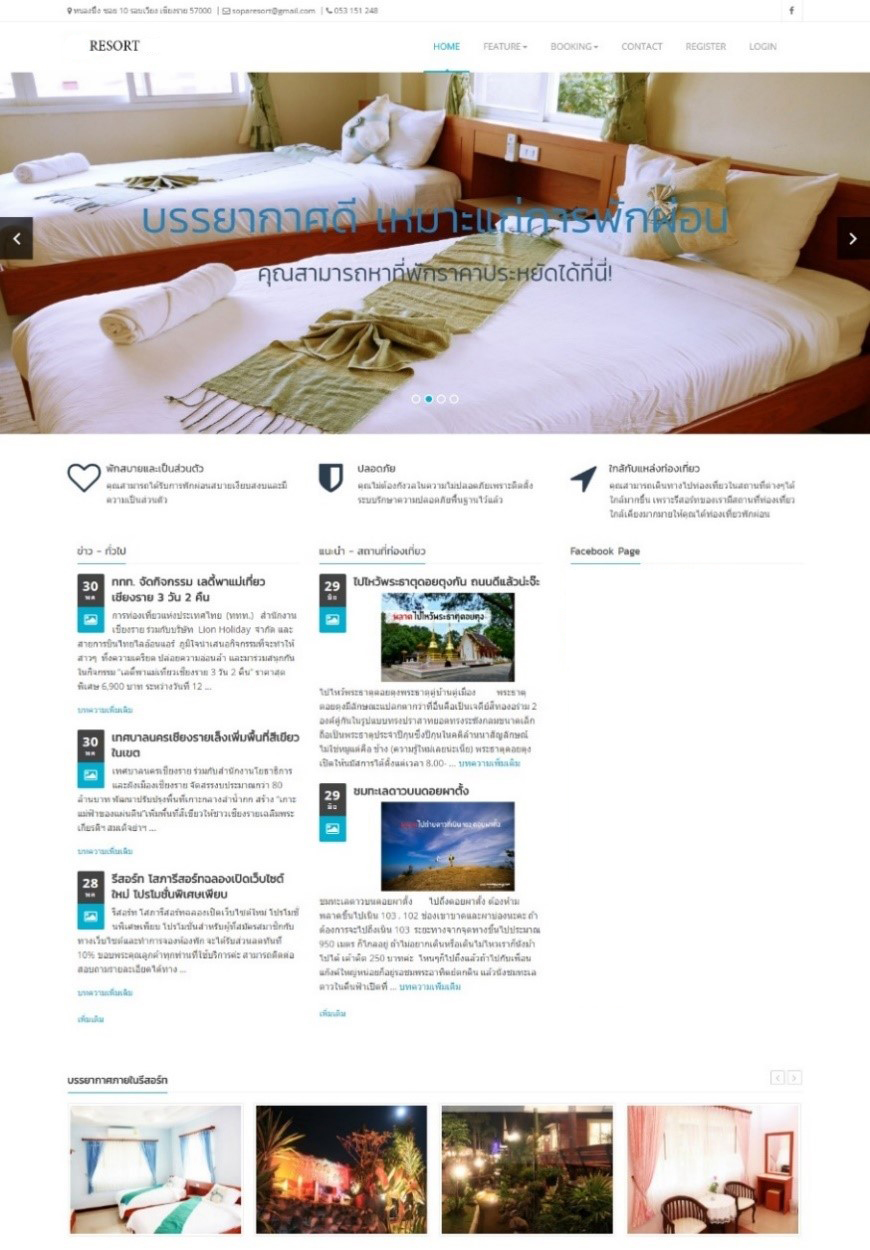 หนองบึง ซอย 10 รอบเวียง เชียงราย 57000 | soparesort@gmail.com | 053 151 248
RESORT
HOME FEATURE BOOKING CONTACT REGISTER LOGIN
บรรยากาศดี เหมาะแก่การพักผ่อน
คุณสามารถหาที่พักราคาประหยัดได้ที่นี่!
พักสบายและเป็นส่วนตัว
คุณสามารถได้รับการพักผ่อนสบายเงียบสงบและมี
ความเป็นส่วนตัว
ปลอดภัย
คุณไม่ต้องกังวลในความไม่ปลอดภัยเพราะติดตั้ง
ระบบรักษาความปลอดภัยพื้นฐานไว้แล้ว
ใกล้กับแหล่งท่องเที่ยว
คุณสามารถเดินทางไปท่องเที่ยวในสถานที่ต่างๆได้
ใกล้มากขึ้น เพราะรีสอร์ทของเรามีสถานที่ท่องเที่ยว
ใกล้เคียงมากมายให้คุณได้ท่องเที่ยวพักผ่อน
ข่าว - ทั่วไป
30
พ.ค.
ททท. จัดกิจกรรม เลดี้พาแม่เที่ยว
เชียงราย 3 วัน 2 คืน
การท่องเที่ยวแห่งประเทศไทย (ททท.) สำนักงาน
เชียงราย ร่วมกับบริษัท Lion Holiday จำกัด และ
สายการบินไทยไลอ้อนแอร์ ภูมิใจนำเสนอกิจกรรมที่จะทำให้
สาวๆ ทิ้งความเครียด ปล่อยความอ่อนล้า และมาร่วมสนุกกัน
ในกิจกรรม "เลดี้พาแม่เที่ยวเชียงราย 3 วัน 2 คืน" ราคาสุด
พิเศษ 6,900 บาท ระหว่างวันที่ 12 ...
บทความเพิ่มเติม
30
พ.ค.
เทศบาลนครเชียงรายเล็งเพิ่มพื้นที่สีเขียว
ในเขต
เทศบาลนครเชียงราย ร่วมกับสำนักงานโยธาธิการ
และผังเมืองเชียงราย จัดสรรงบประมาณกว่า 80
ล้านบาท พัฒนาปรับปรุงพื้นที่เกาะกลางลำน้ำกก สร้าง "เกาะ
แม่ฟ้าของแผ่นดิน"เพิ่มพื้นที่สีเขียวให้ชาวเชียงรายเฉลิมพระ
เกียรติฯ สมเด็จย่าฯ ...
บทความเพิ่มเติม
28
พ.ค.
รีสอร์ท โสภารีสอร์ทฉลองเปิดเว็บไซต์
ใหม่ โปรโมชั่นพิเศษเพียบ
รีสอร์ท โสภารีสอร์ทฉลองเปิดเว็บไซต์ใหม่ โปรโมชั่
นพิเศษเพียบ โปรโมชั่นสำหรับผู้ที่สมัครสมาชิกกับ
ทางเว็บไซต์และทำการจองห้องพัก จะได้รับส่วนลดทันที
10% ขอบพระคุณลูกค้าทุกท่านที่ใช้บริการค่ะ สามารถติดต่อ
สอบถามรายละเอียดได้ทาง ...
บทความเพิ่มเติม
เพิ่มเติม
แนะนำ - สถานที่ท่องเที่ยว
29
มี.ค.
ไปไหว้พระธาตุดอยตุงกัน ถนนดีแล้วน่ะจ๊ะ
ไปไหว้พระธาตุดอยตุง
ไปไหว้พระธาตุดอยตุงพระธาตุคู่บ้านคู่เมือง พระธาตุ
ดอยตุงมีลักษณะแปลกตากว่าที่อื่นคือเป็นเจดีย์สีทองอร่าม 2
องค์คู่กันในรูปแบบทรงปราสาทยอดทรงระฆังกลมขนาดเล็ก
ถือเป็นพระธาตุประจำปีกุนซึ่งปีกุนในคติล้านนาสัญลักษณ์
ไม่ใช่หมูแต่คือ ช้าง (ความรู้ใหม่เลยนะเนี่ย) พระธาตุดอยตุง
เปิดให้นมัสการได้ตั้งแต่เวลา 8.00- ... บทความเพิ่มเติม
29
มี.ค.
ชมทะเลดาวบนดอยผาตั้ง
ชมทะเลดาวบนดอยผาตั้ง ไปถึงดอยผาตั้ง ต้องห้าม
พลาดขึ้นไปเนิน 103 , 102 ช่องเขาขาดและผาบ่องนะคะ ถ้า
ต้องการจะไปถึงเนิน 103 ระยะทางจากจุดทางขึ้นไปประมาณ
950 เมตร ก็ไกลอยู่ ถ้าไม่อยากเดินหรือเดินไม่ไหวเราก็นั่งม้า
ไปได้ เค้าคิด 250 บาทค่ะ ไหนๆก็ไปถึงแล้วถ้าไปกับเพื่อน
แก๊งค์ใหญ่หน่อยก็อยู่รอชมพระอาทิตย์ตกดิน แล้วนั่งชมทะเล
ดาวในคืนฟ้าเปิดที่ ... บทความเพิ่มเติม
เพิ่มเติม
Facebook Page
บรรยากาศภายในรีสอร์ท